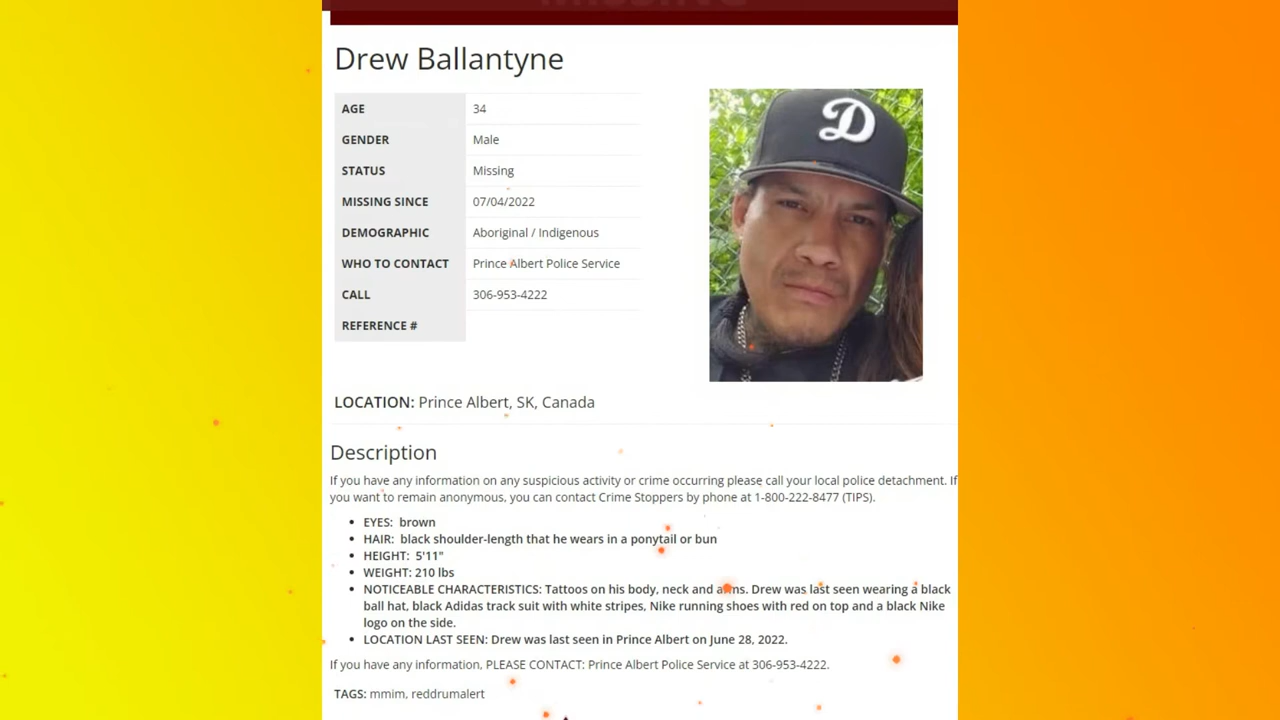 Drew Ballantyne
AGE 34
GENDER Male
STATUS Missing
MISSING SINCE 07/04/2022
DEMOGRAPHIC Aboriginal / Indigenous
WHO TO CONTACT Prince Albert Police Service
CALL 306-953-4222
REFERENCE #
D
LOCATION: Prince Albert, SK, Canada
Description
If you have any information on any suspicious activity or crime occurring please call your local police detachment. If
you want to remain anonymous, you can contact Crime Stoppers by phone at 1-800-222-8477 (TIPS).
• EYES: brown
• HAIR: black shoulder-length that he wears in a ponytail or bun
• HEIGHT: 5'11"
• WEIGHT: 210 lbs
• NOTICEABLE CHARACTERISTICS: Tattoos on his body, neck and arms. Drew was last seen wearing a black
ball hat, black Adidas track suit with white stripes, Nike running shoes with red on top and a black Nike
logo on the side.
• LOCATION LAST SEEN: Drew was last seen in Prince Albert on June 28, 2022.
If you have any information, PLEASE CONTACT: Prince Albert Police Service at 306-953-4222.
TAGS: mmim, reddrumalert